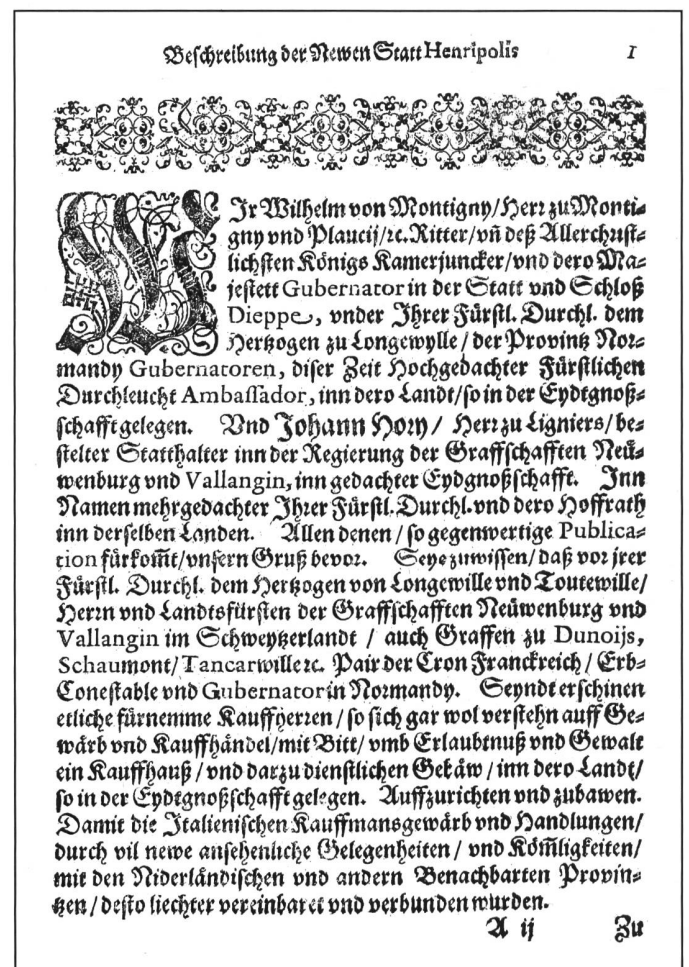 Beschreibung der Newen Statt Henripolis 1
WIr Wilhelm von Montigny/Herr zu Monti⸗
gny vnd Plaucij/ꝛc. Ritter/vñ deß Allerchrist⸗
lichsten Königs Kamerjuncker/vnd dero Ma⸗
jestett Gubernator in der Statt vnd Schloß
Dieppe, vnder Ihrer Fürstl. Durchl. dem
Hertzogen zu Longewylle / der Provintz Nor⸗
mandy Gubernatoren, diser Zeit Hochgedachter Fürstlichen
Durchleucht Ambassador, inn dero Landt/so in der Eydtgnoß⸗
schafft gelegen. Vnd Johann Hory / Herr zu Ligniers/be⸗
stelter Statthalter inn der Regierung der Graffschafften Neü⸗
wenburg vnd Vallangin, inn gedachter Eydgnoßschafft. Inn
Namen mehrgedachter Ihrer Fürstl. Durchl. vnd dero Hoffrath
inn derselben Landen. Allen denen / so gegenwertige Publica⸗
tion fürkom̃t/vnsern Gruß bevor. Seye zuwissen/ daß vor jrer
Fürstl. Durchl. dem Hertzogen von Longewille vnd Toutewille/
Herrn vnd Landtsfürsten der Graffschafften Neüwenburg vnd
Vallangin im Schweytzerlandt / auch Graffen zu Dunoijs,
Schaumont/Tancarwille ꝛc. Pair der Cron Franckreich / Erb⸗
Conestable vnd Gubernator in Normandy. Seyndt erschinen
etliche fürnemme Kauffherren / so sich gar wol verstehn auff Ge⸗
wärb vnd Kauffhändel/mit Bitt/ vmb Erlaubtnuß vnd Gewalt
ein Kauffhauß / vnd darzu dienstlichen Gekäw / inn dero Landt/
so in der Eydtgnoßschafft gelegen. Auffzurichten vnd zubawen.
Damit die Italienischen Kauffmansgewärb vnd Handlungen/
durch vil newe ansehenliche Gelegenheiten / vnd Köm̃ligkeiten/
mit den Niderländischen vnd andern Benachbarten Provin⸗
tzen / desto liechter vereinbaret vnd verbunden wurden.
A ij Zu